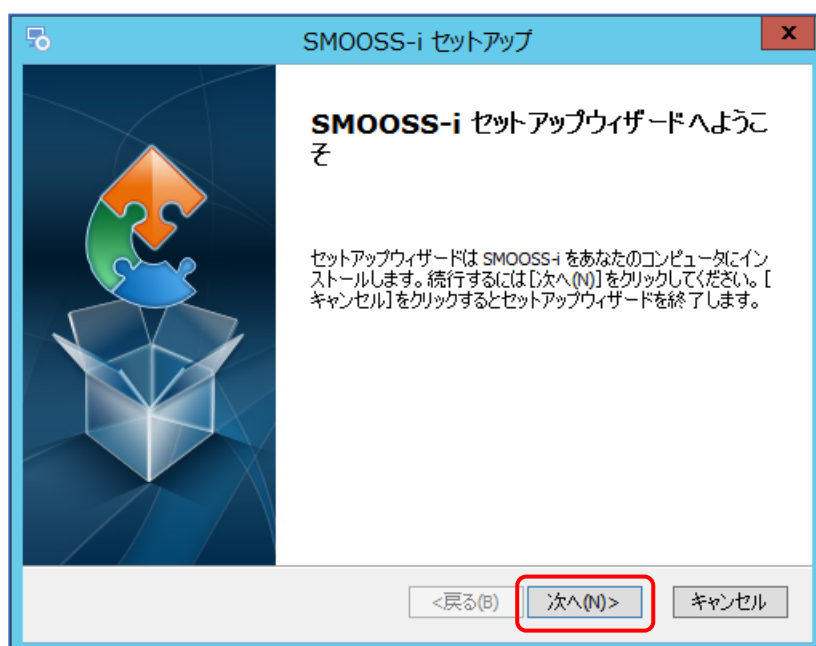 SMOOSS-i セットアップ
x
SMOOSS-i セットアップウィザードへようこ
そ
セットアップウィザードは SMOOSS-i をあなたのコンピュータにイン
ストールします。続行するには [次へ(N)] をクリックしてください。[
キャンセル] をクリックするとセットアップウィザードを終了します。
<戻る(B) 次へ(N)> キャンセル